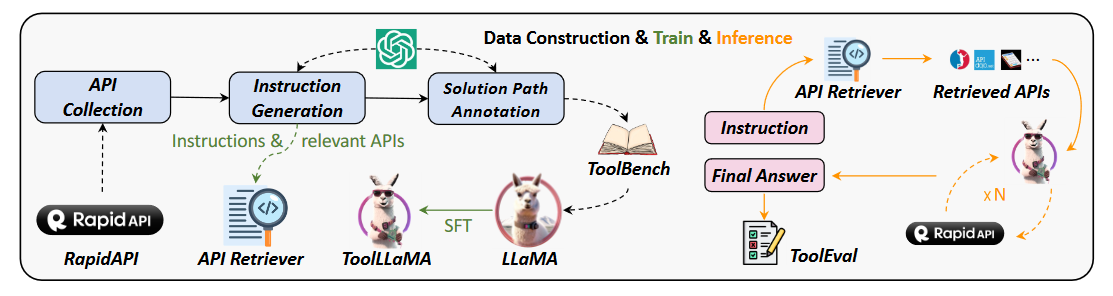 Data Construction & Train & Inference
API
Collection
Instruction
Generation
Solution Path
Annotation
Instructions & relevant APIs
ToolBench
Rapid API
RapidAPI
API Retriever
ToolLLaMA
SFT
LLaMA
API Retriever
Retrieved APIs
API
...
Instruction
Final Answer
x N
Rapid API
ToolEval